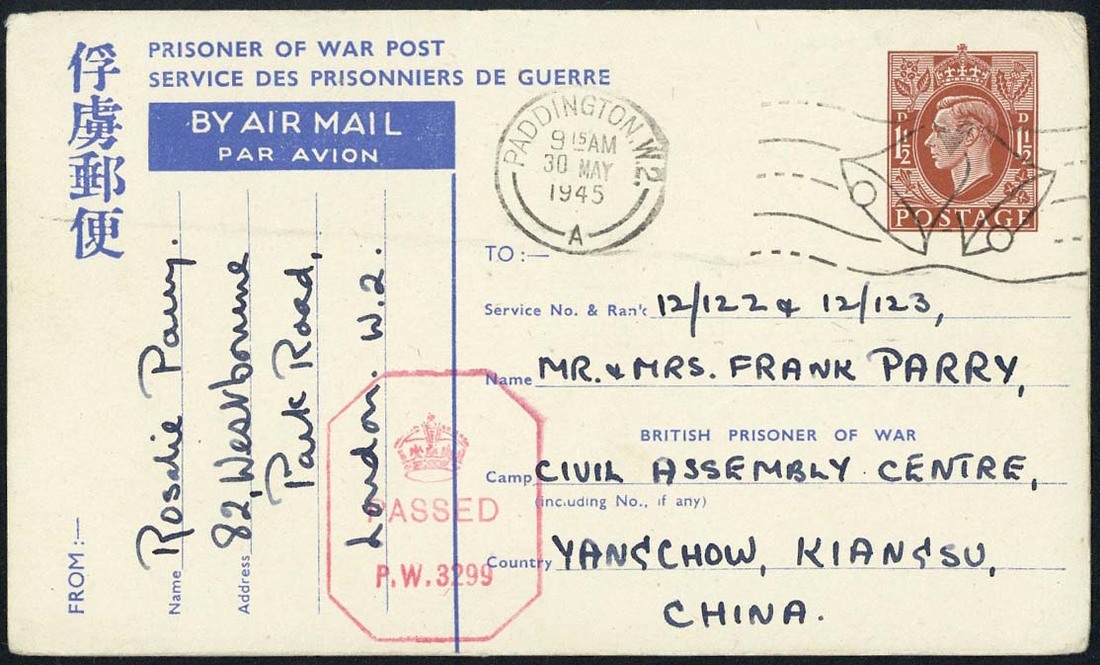 俘虜郵便
PRISONER OF WAR POST
SERVICE DES PRISONNIERS DE GUERRE
BY AIR MAIL
PAR AVION
PADDINGTON. W.2.
9 15 AM
30 MAY
1945
A
D D
1½ 1½
POSTAGE
FROM:—
Name Rosalie Parry.
Address 82, Westbourne
Park Road,
London. W.2.
PASSED
P.W.3299
TO:—
Service No. & Rank 12/122 & 12/123,
Name MR. & MRS. FRANK PARRY,
BRITISH PRISONER OF WAR
Camp CIVIL ASSEMBLY CENTRE,
(including No., if any)
Country YANGCHOW, KIANGSU,
CHINA.